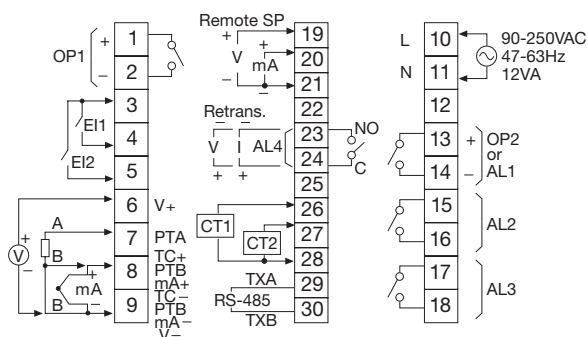 Remote SP
OP1
+
−
1
2
3
4
5
6
7
8
9
EI1
EI2
V+
PTA
TC+
PTB
mA+
TC−
PTB
mA−
V−
+
V
−
A
B
B
+
mA
−
19
20
21
22
23
24
25
26
27
28
29
30
+
V
−
+
mA
−
Retrans.
− −
V I
+ +
AL4
NO
C
CT1
CT2
TXA
RS-485
TXB
L
N
10
11
12
13
14
15
16
17
18
90-250VAC
47-63Hz
12VA
+
−
OP2
or
AL1
AL2
AL3